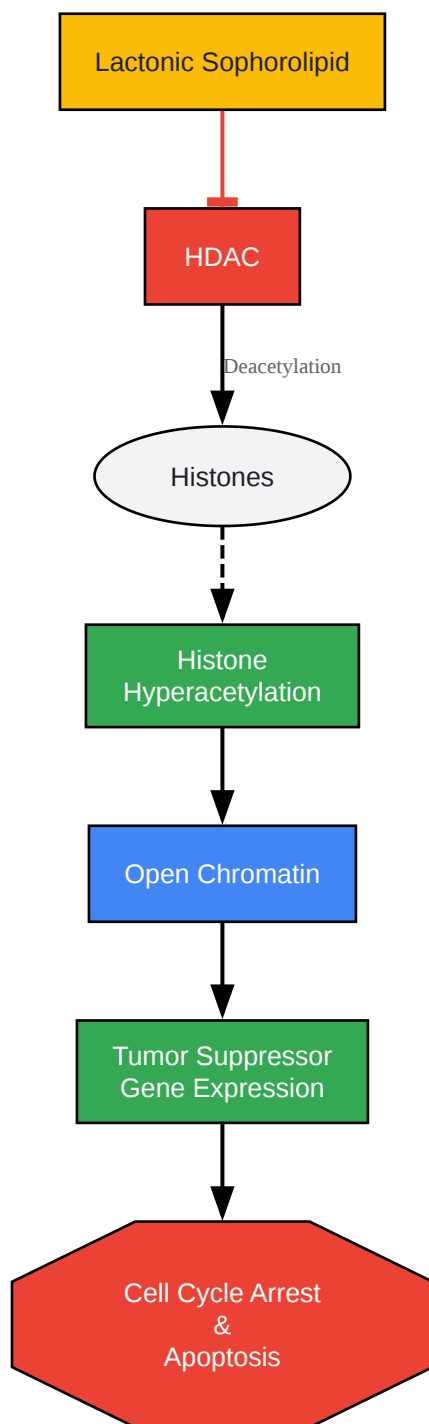 Lactonic Sophorolipid
HDAC
Deacetylation
Histones
Histone
Hyperacetylation
Open Chromatin
Tumor Suppressor
Gene Expression
Cell Cycle Arrest
&
Apoptosis